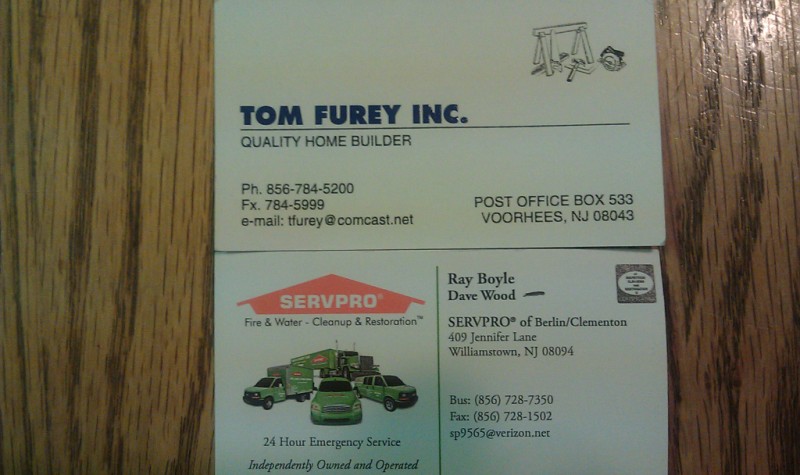 TOM FUREY INC.
QUALITY HOME BUILDER
Ph. 856-784-5200
Fx. 784-5999
e-mail: tfurey@comcast.net
POST OFFICE BOX 533
VOORHEES, NJ 08043
SERVPRO®
Fire & Water - Cleanup & Restoration™
24 Hour Emergency Service
Independently Owned and Operated
Ray Boyle
Dave Wood
SERVPRO® of Berlin/Clementon
409 Jennifer Lane
Williamstown, NJ 08094
Bus: (856) 728-7350
Fax: (856) 728-1502
sp9565@verizon.net